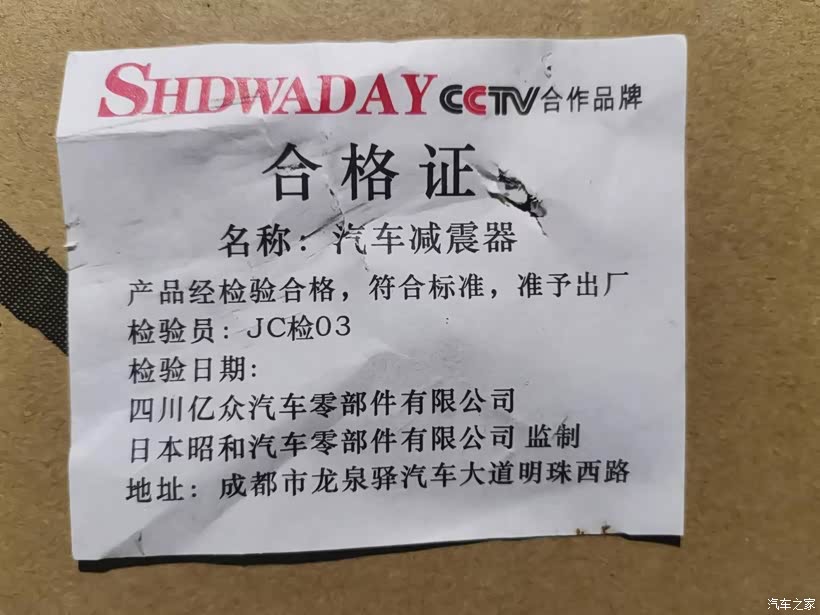 SHDWADAY CCTV合作品牌
合格证
名称：汽车减震器
产品经检验合格，符合标准，准予出厂
检验员：JC检03
检验日期：
四川亿众汽车零部件有限公司
日本昭和汽车零部件有限公司 监制
地址：成都市龙泉驿汽车大道明珠西路
汽车之家